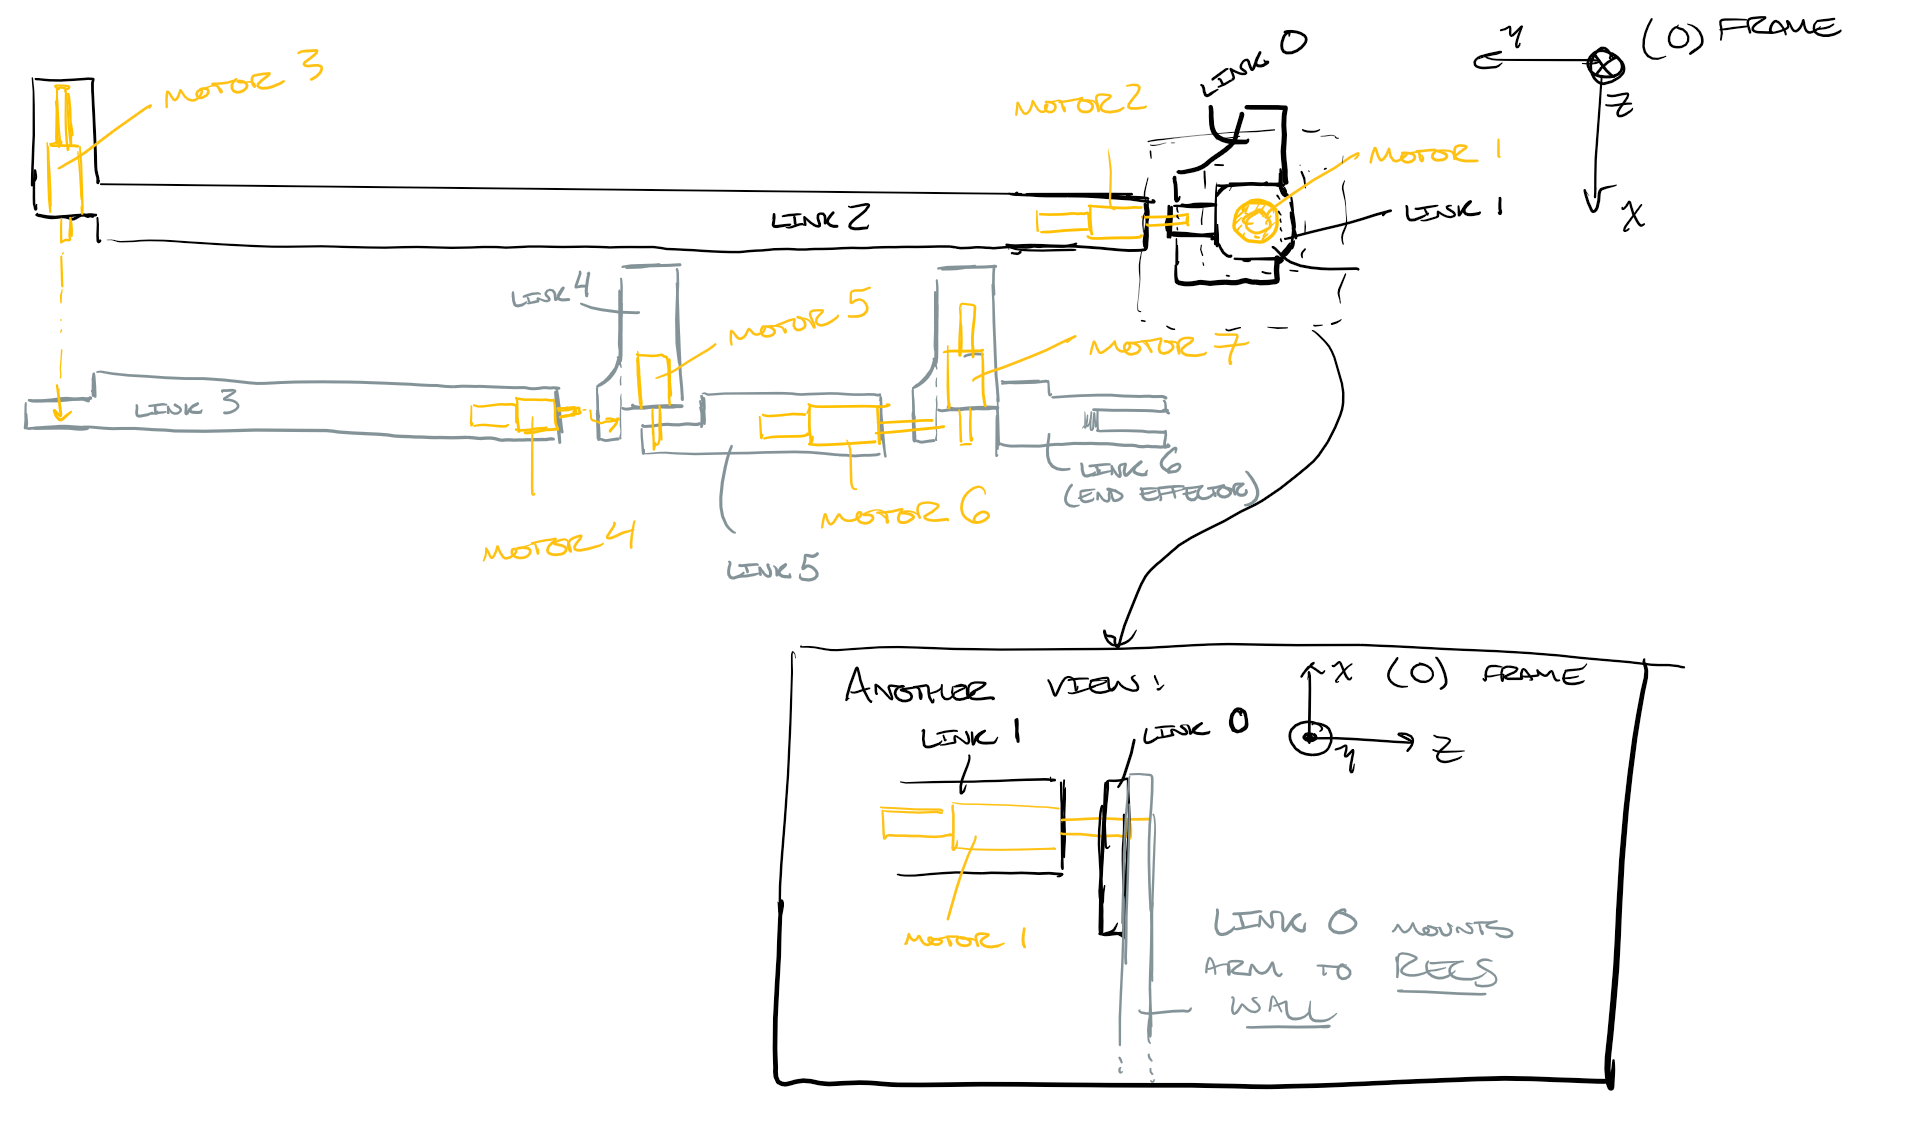 (0) FRAME
y
z
x
LINK 0
MOTOR 3
MOTOR 2
MOTOR 1
LINK 1
LINK 2
LINK 4
MOTOR 5
MOTOR 7
LINK 3
LINK 6
(END EFFECTOR)
MOTOR 6
MOTOR 4
LINK 5
ANOTHER VIEW:
x (0) FRAME
LINK 1
LINK 0
y
z
MOTOR 1
LINK 0 MOUNTS
ARM TO RECS
WALL